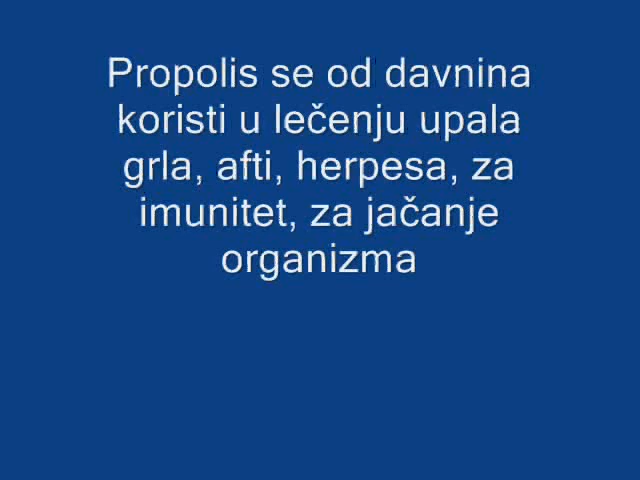 Propolis se od davnina
koristi u lečenju upala
grla, afti, herpesa, za
imunitet, za jačanje
organizma